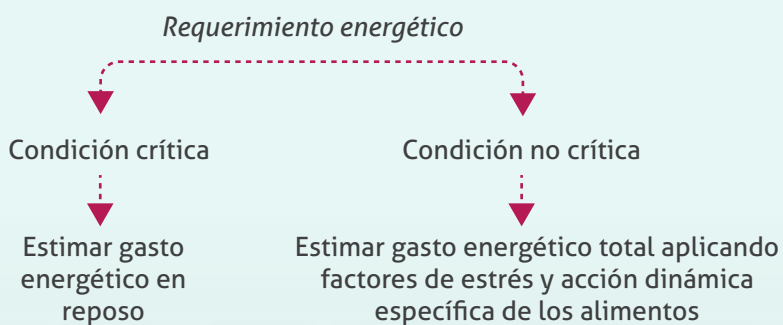 Requerimiento energético
Condición crítica
Condición no crítica
Estimar gasto
energético en
reposo
Estimar gasto energético total aplicando
factores de estrés y acción dinámica
específica de los alimentos